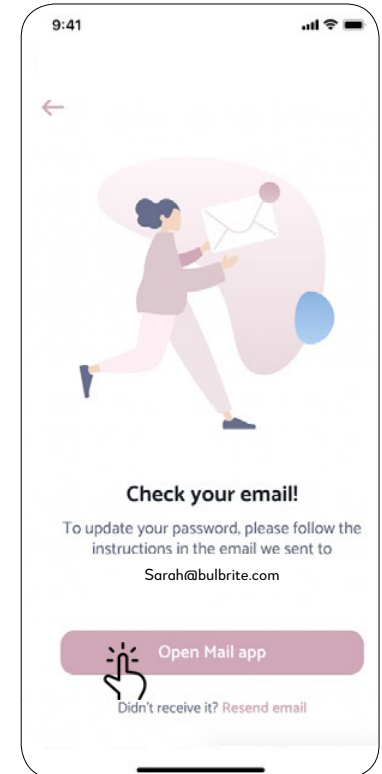 9:41
Check your email!
To update your password, please follow the
instructions in the email we sent to
Sarah@bulbrite.com
Open Mail app
Didn't receive it? Resend email